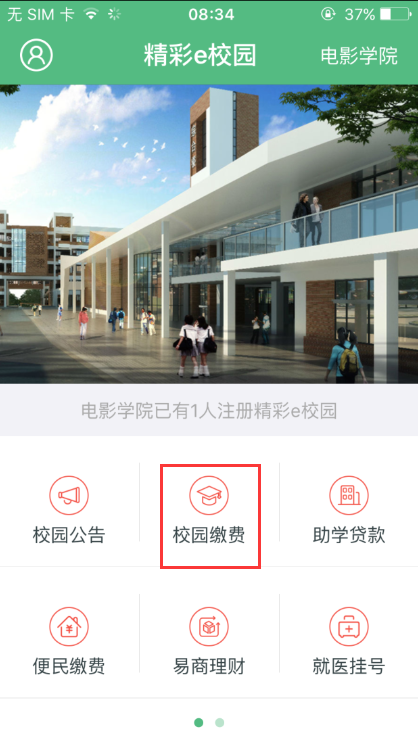 无 SIM 卡 08:34 37%
精彩e校园 电影学院
电影学院已有1人注册精彩e校园
校园公告 校园缴费 助学贷款
便民缴费 易商理财 就医挂号